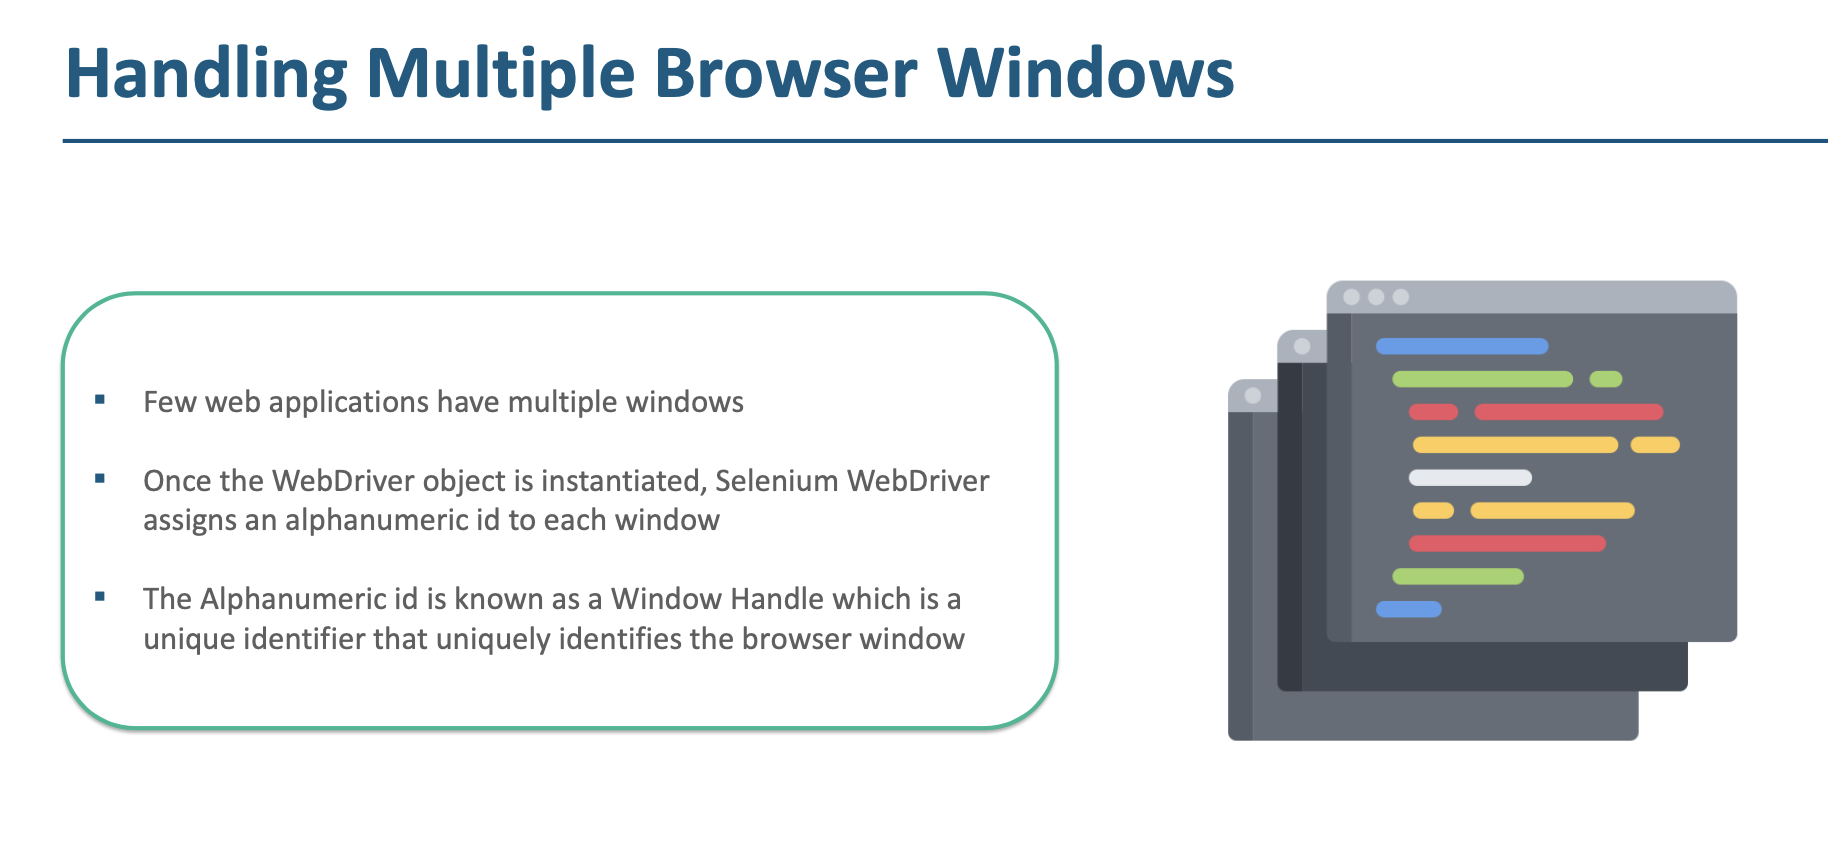 Handling Multiple Browser Windows
▪ Few web applications have multiple windows
▪ Once the WebDriver object is instantiated, Selenium WebDriver
assigns an alphanumeric id to each window
▪ The Alphanumeric id is known as a Window Handle which is a
unique identifier that uniquely identifies the browser window